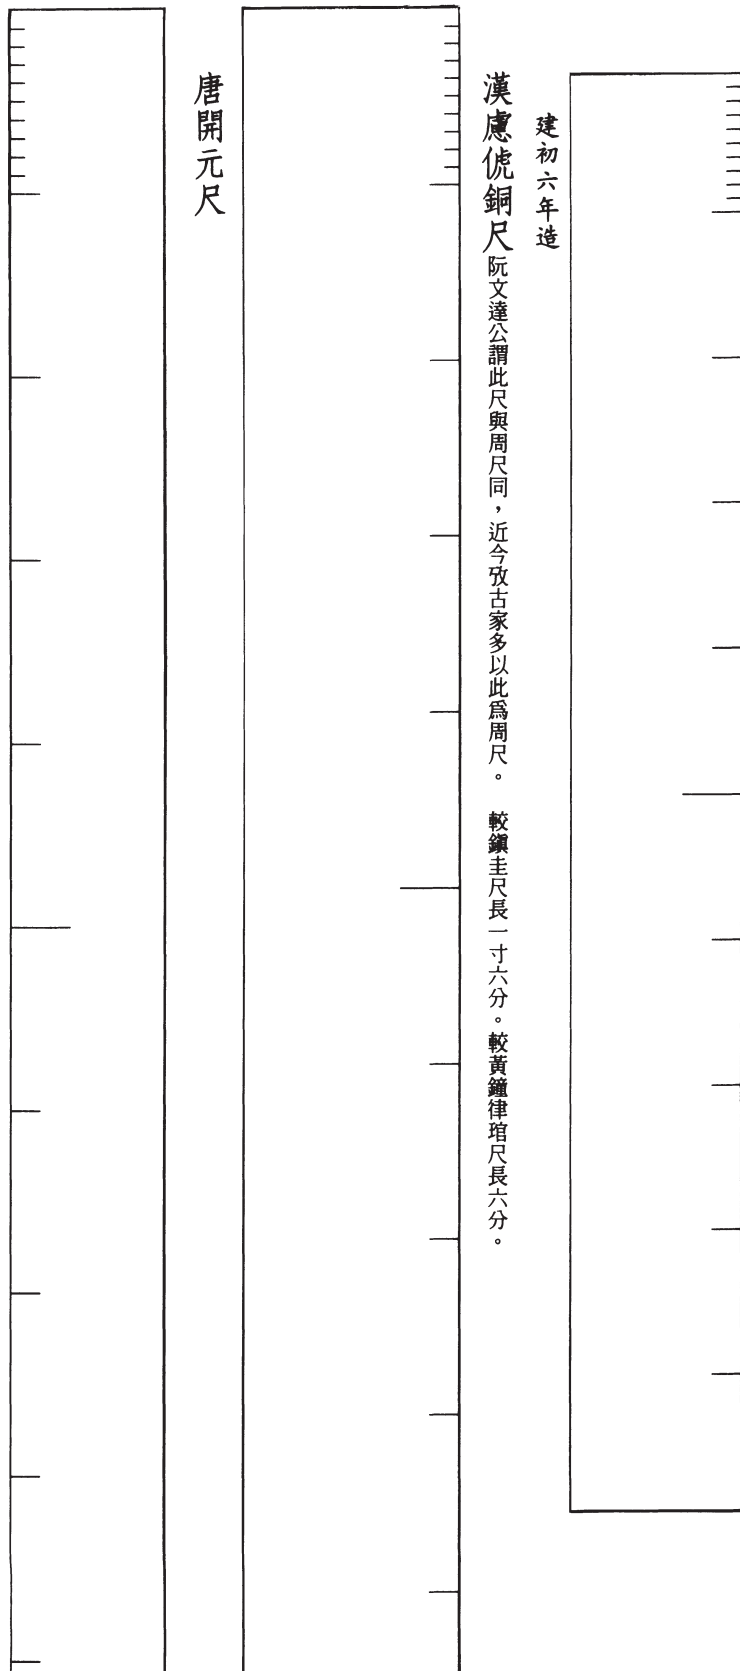 建初六年造
漢慮俿銅尺阮文達公謂此尺與周尺同，近今攷古家多以此爲周尺。　較鎭圭尺長一寸六分。較黃鐘律琯尺長六分。
唐開元尺